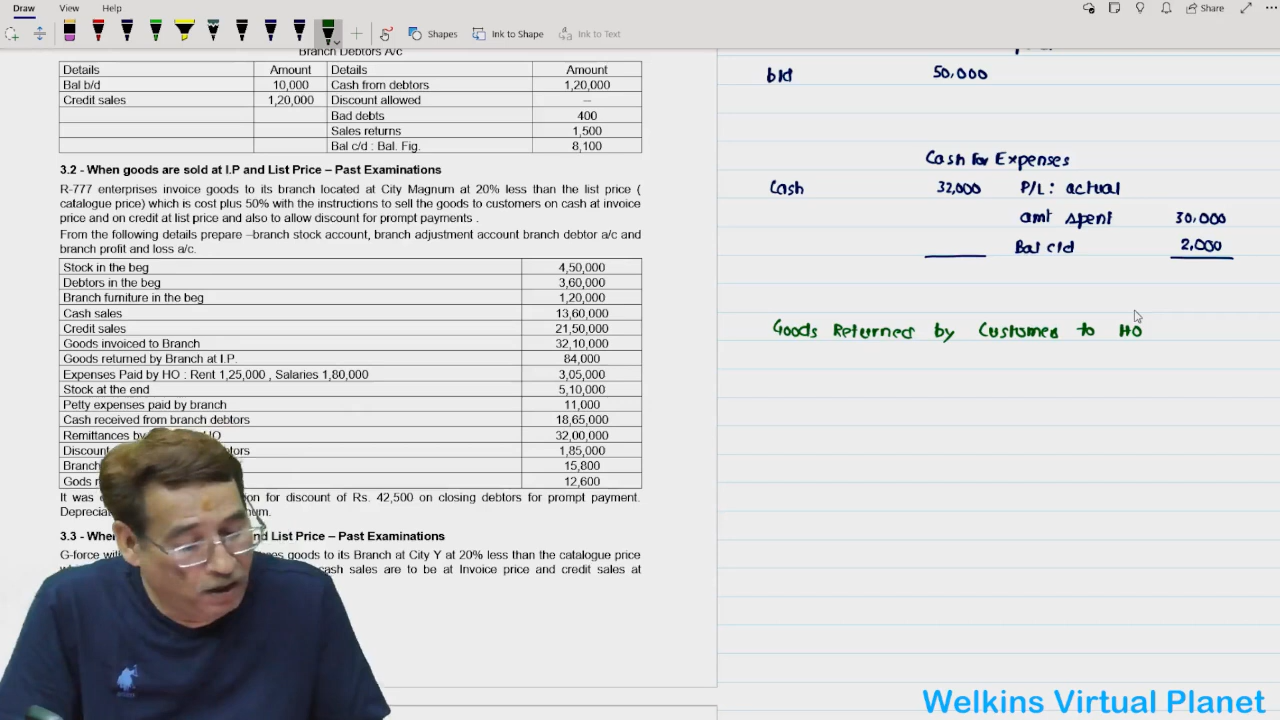 Draw View Help
Share
Shapes Ink to Shape Ink to Text
Branch Debtors A/c
Details Amount Details Amount
Bal b/d 10,000 Cash from debtors 1,20,000
Credit sales 1,20,000 Discount allowed --
Bad debts 400
Sales returns 1,500
Bal c/d : Bal. Fig. 8,100
3.2 - When goods are sold at I.P and List Price – Past Examinations
R-777 enterprises invoice goods to its branch located at City Magnum at 20% less than the list price (
catalogue price) which is cost plus 50% with the instructions to sell the goods to customers on cash at invoice
price and on credit at list price and also to allow discount for prompt payments .
From the following details prepare –branch stock account, branch adjustment account branch debtor a/c and
branch profit and loss a/c.
Stock in the beg 4,50,000
Debtors in the beg 3,60,000
Branch furniture in the beg 1,20,000
Cash sales 13,60,000
Credit sales 21,50,000
Goods invoiced to Branch 32,10,000
Goods returned by Branch at I.P. 84,000
Expenses Paid by HO : Rent 1,25,000 , Salaries 1,80,000 3,05,000
Stock at the end 5,10,000
Petty expenses paid by branch 11,000
Cash received from branch debtors 18,65,000
Remittances by HO 32,00,000
Discount 1,85,000
15,800
12,600
It was for discount of Rs. 42,500 on closing debtors for prompt payment.
3.3 - List Price – Past Examinations
G-force goods to its Branch at City Y at 20% less than the catalogue price
cash sales are to be at Invoice price and credit sales at
b/d 50,000
Cash for Expenses
Cash 32,000 P/L : actual
amt spent 30,000
Bal c/d 2,000
Goods Returned by Customer to HO
Welkins Virtual Planet